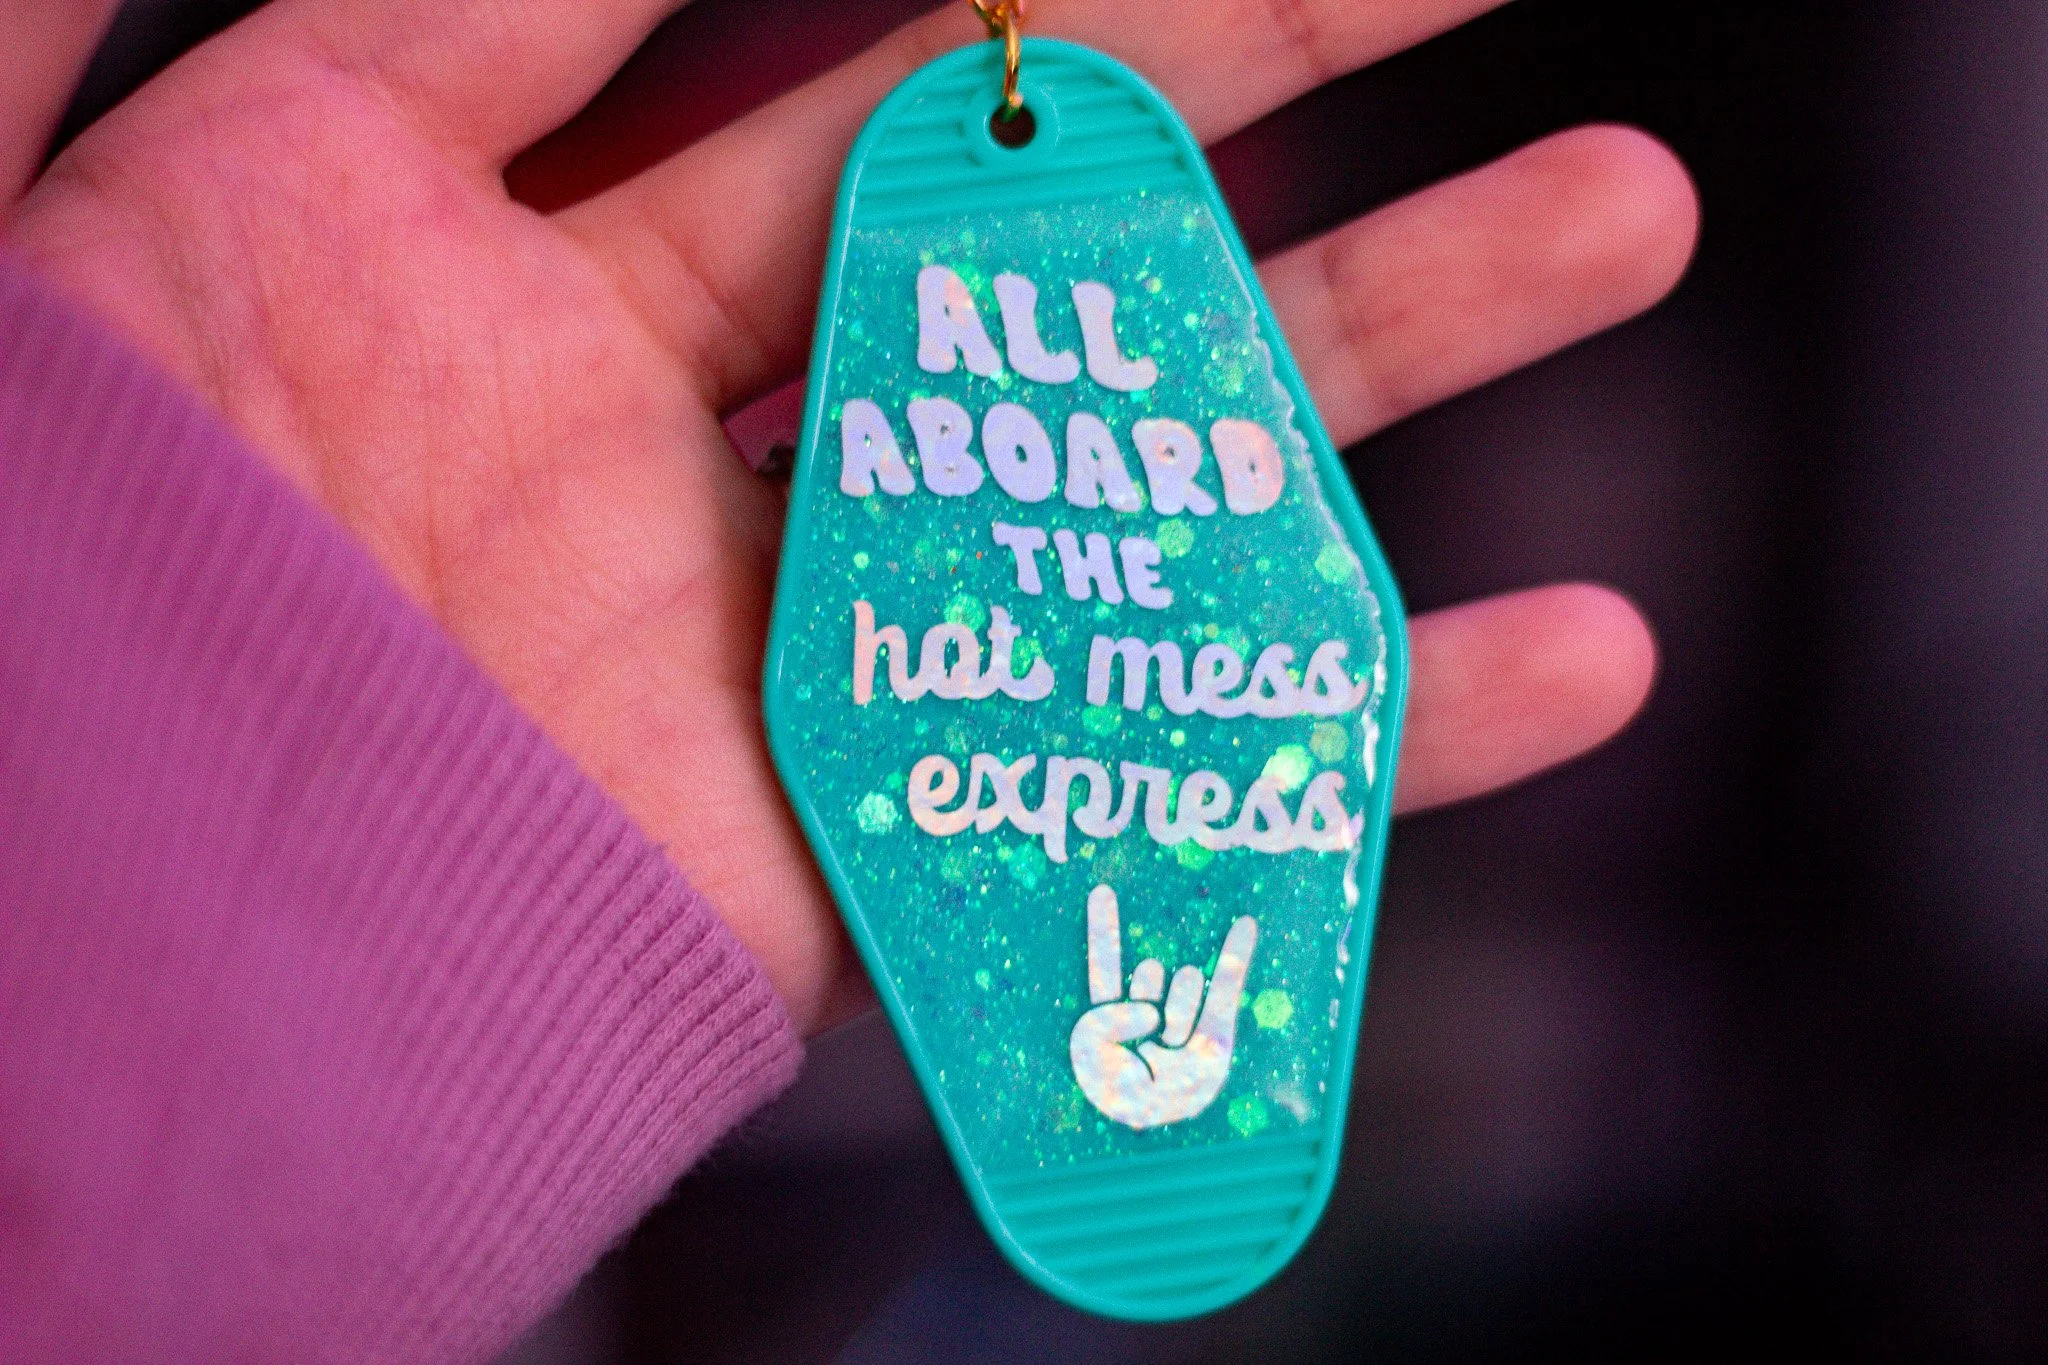 ALL
ABOARD
THE
hot mess
express